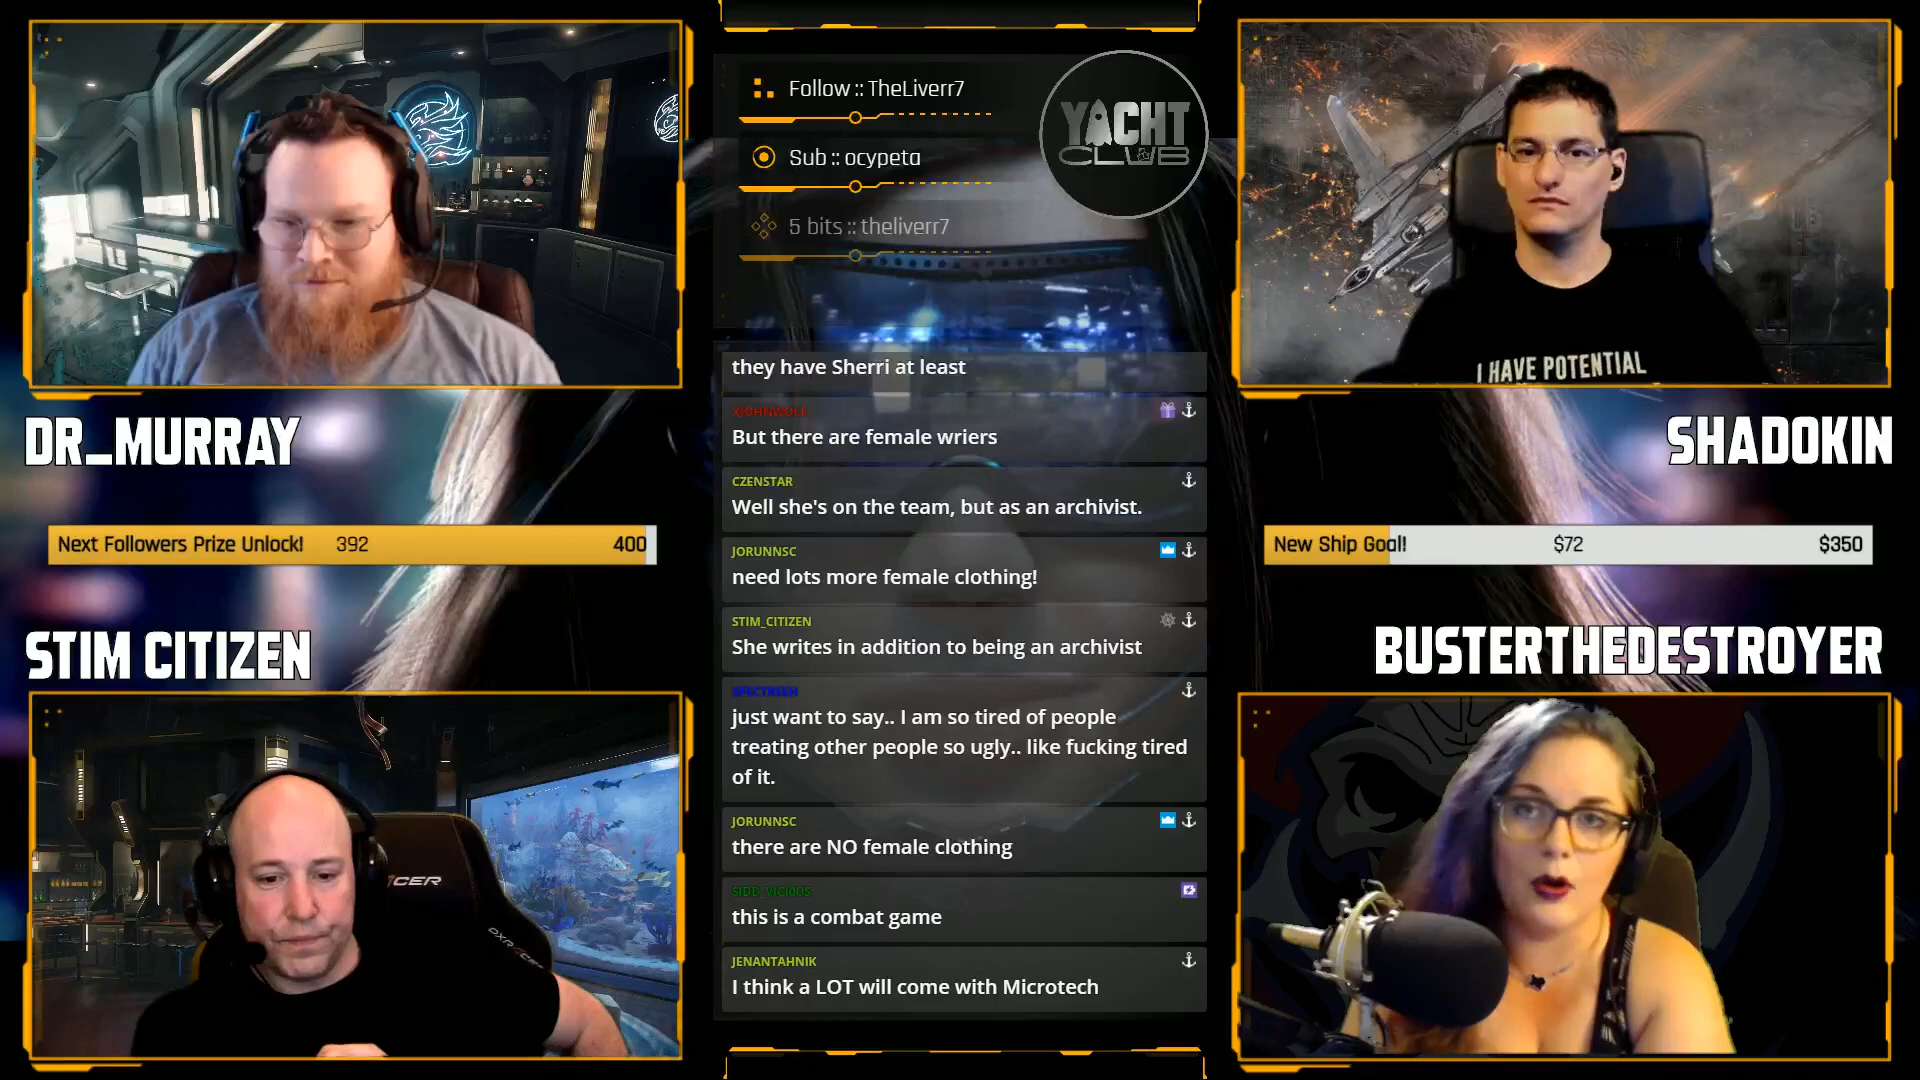 Follow :: TheLiverr7
Sub :: ocypeta
5 bits :: theliverr7
YACHT
CLUB
I HAVE POTENTIAL
DR_MURRAY
SHADOKIN
Next Followers Prize Unlock! 392 400
New Ship Goal! $72 $350
STIM CITIZEN
BUSTERTHEDESTROYER
they have Sherri at least
But there are female wriers
CZENSTAR
Well she's on the team, but as an archivist.
JORUNNSC
need lots more female clothing!
STIM_CITIZEN
She writes in addition to being an archivist
just want to say.. I am so tired of people
treating other people so ugly.. like fucking tired
of it.
JORUNNSC
there are NO female clothing
SIDD_VICI0US
this is a combat game
JENANTAHNIK
I think a LOT will come with Microtech